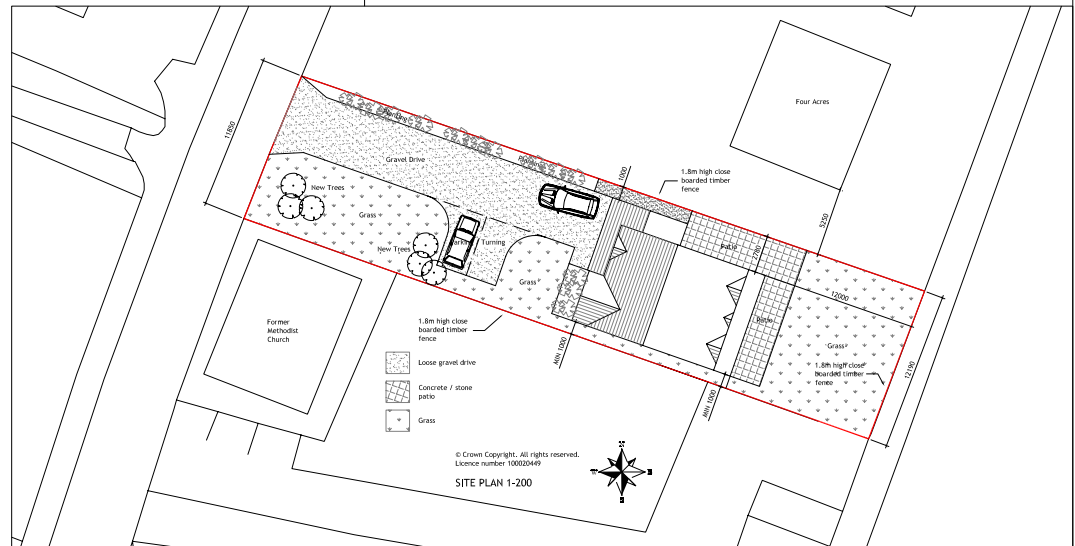 Four Acres
Planting
11850
Gravel Drive
Planting
1000
1.8m high close
boarded timber
fence
New Trees
Grass
5250
New Trees
Parking / Turning
Patio
Grass
12000
Patio
Grass
1.8m high close
boarded timber
fence
12190
Former
Methodist
Church
1.8m high close
boarded timber
fence
MIN 1000
MIN 1000
Loose gravel drive
Concrete / stone
patio
Grass
© Crown Copyright. All rights reserved.
Licence number 100020449
SITE PLAN 1-200